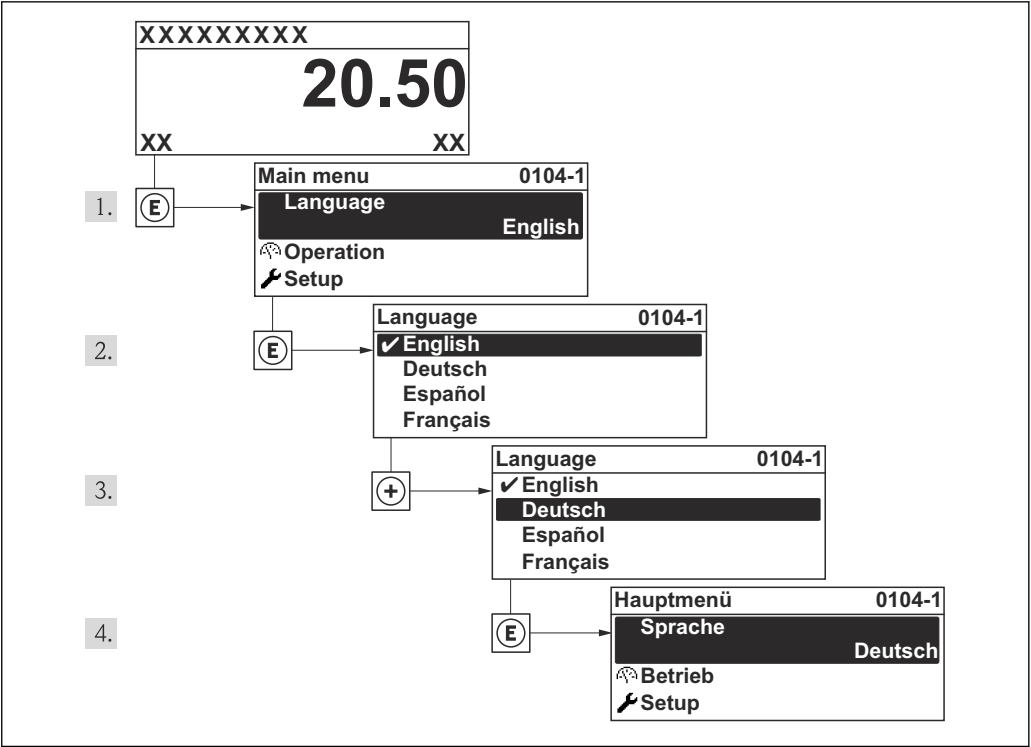 XXXXXXXXX
20.50
XX XX
1. E
Main menu 0104-1
Language
English
Operation
Setup
2. E
Language 0104-1
✔English
Deutsch
Español
Français
3. +
Language 0104-1
✔English
Deutsch
Español
Français
4. E
Hauptmenü 0104-1
Sprache
Deutsch
Betrieb
Setup